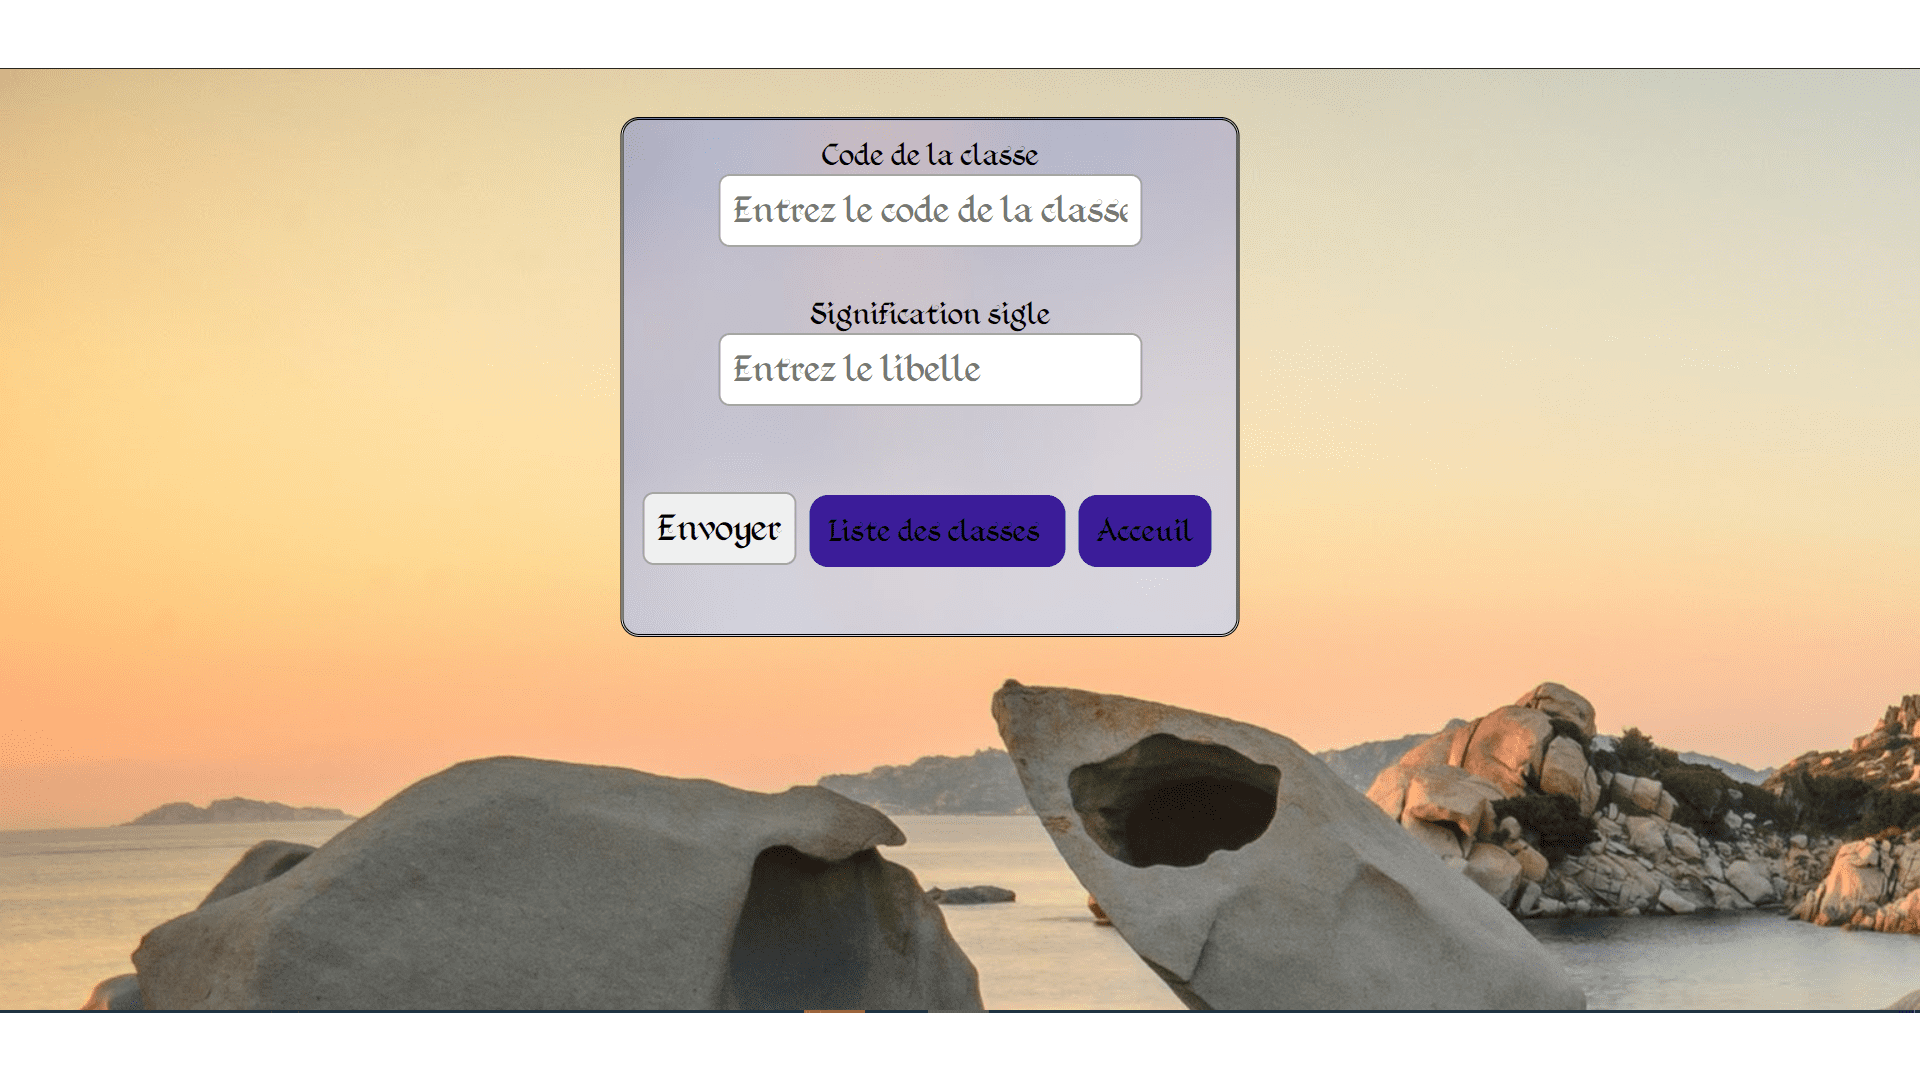 Code de la classe
Entrez le code de la classe
Signification sigle
Entrez le libelle
Envoyer Liste des classes Acceuil